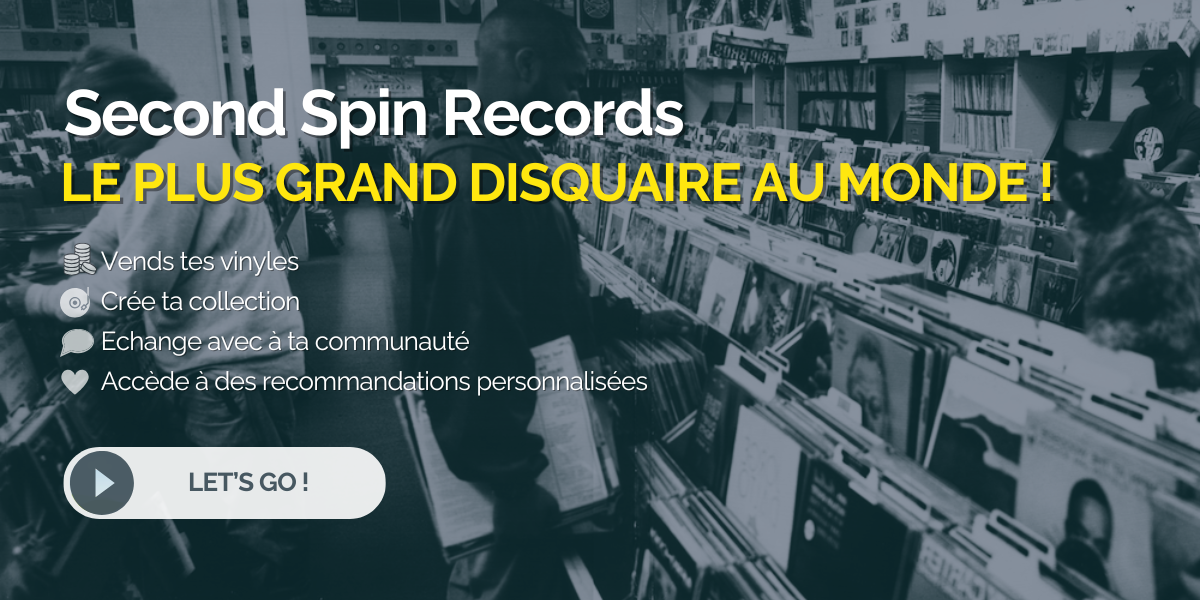 Second Spin Records
LE PLUS GRAND DISQUAIRE AU MONDE !
Vends tes vinyles
Crée ta collection
Echange avec à ta communauté
Accède à des recommandations personnalisées
LET'S GO !